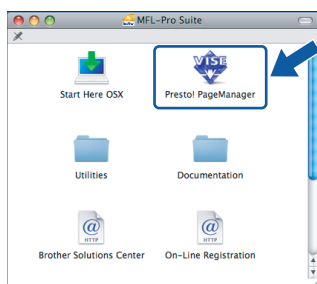 MFL-Pro Suite
VISE
Start Here OSX
Presto! PageManager
Utilities
Documentation
@
HTTP
@
HTTP
Brother Solutions Center
On-Line Registration